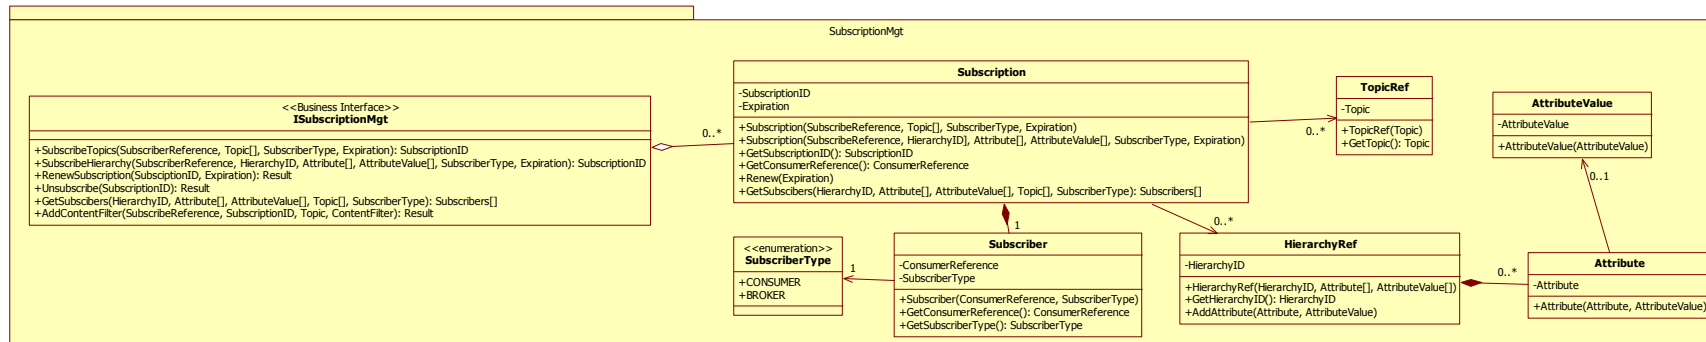 SubscriptionMgt
<<Business Interface>>
ISubscriptionMgt
+SubscribeTopics(SubscriberReference, Topic[], SubscriberType, Expiration): SubscriptionID
+SubscribeHierarchy(SubscriberReference, HierarchyID, Attribute[], AttributeValue[], SubscriberType, Expiration): SubscriptionID
+RenewSubscription(SubsciptionID, Expiration): Result
+Unsubscribe(SubscriptionID): Result
+GetSubscibers(HierarchyID, Attribute[], AttributeValue[], Topic[], SubscriberType): Subscribers[]
+AddContentFilter(SubscribeReference, SubscriptionID, Topic, ContentFilter): Result
0..*
Subscription
-SubscriptionID
-Expiration
+Subscription(SubscribeReference, Topic[], SubscriberType, Expiration)
+Subscription(SubscribeReference, HierarchyID], Attribute[], AttributeValue[], SubscriberType, Expiration)
+GetSubscriptionID(): SubscriptionID
+GetConsumerReference(): ConsumerReference
+Renew(Expiration)
+GetSubscibers(HierarchyID, Attribute[], AttributeValue[], Topic[], SubscriberType): Subscribers[]
0..*
TopicRef
-Topic
+TopicRef(Topic)
+GetTopic(): Topic
AttributeValue
-AttributeValue
+AttributeValue(AttributeValue)
0..1
1
0..*
<<enumeration>>
SubscriberType
+CONSUMER
+BROKER
1
Subscriber
-ConsumerReference
-SubscriberType
+Subscriber(ConsumerReference, SubscriberType)
+GetConsumerReference(): ConsumerReference
+GetSubscriberType(): SubscriberType
HierarchyRef
-HierarchyID
+HierarchyRef(HierarchyID, Attribute[], AttributeValue[])
+GetHierarchyID(): HierarchyID
+AddAttribute(Attribute, AttributeValue)
0..*
Attribute
-Attribute
+Attribute(Attribute, AttributeValue)